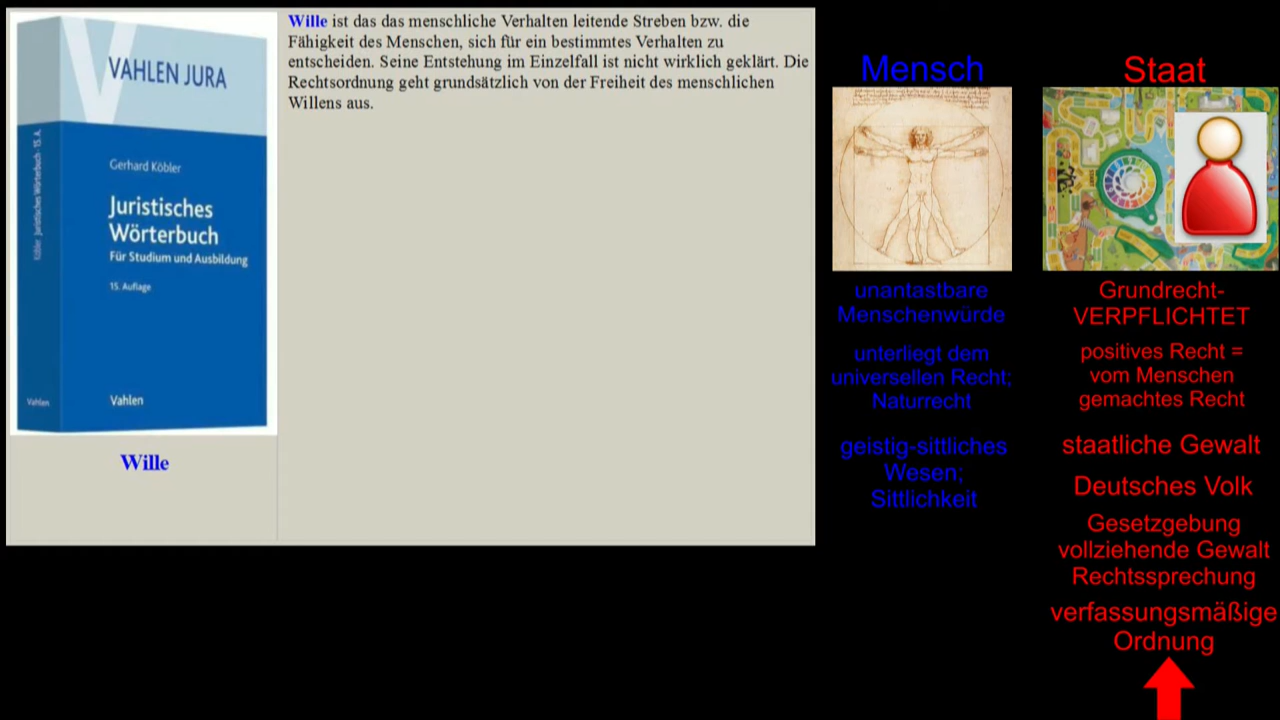 VAHLEN JURA
Gerhard Köbler
Juristisches
Wörterbuch
Für Studium und Ausbildung
15. Auflage
Vahlen
Köbler Juristisches Wörterbuch · 15. A.
Vahlen
Wille
Wille ist das das menschliche Verhalten leitende Streben bzw. die
Fähigkeit des Menschen, sich für ein bestimmtes Verhalten zu
entscheiden. Seine Entstehung im Einzelfall ist nicht wirklich geklärt. Die
Rechtsordnung geht grundsätzlich von der Freiheit des menschlichen
Willens aus.
Mensch
unantastbare
Menschenwürde
unterliegt dem
universellen Recht;
Naturrecht
geistig-sittliches
Wesen;
Sittlichkeit
Staat
Grundrecht-
VERPFLICHTET
positives Recht =
vom Menschen
gemachtes Recht
staatliche Gewalt
Deutsches Volk
Gesetzgebung
vollziehende Gewalt
Rechtssprechung
verfassungsmäßige
Ordnung